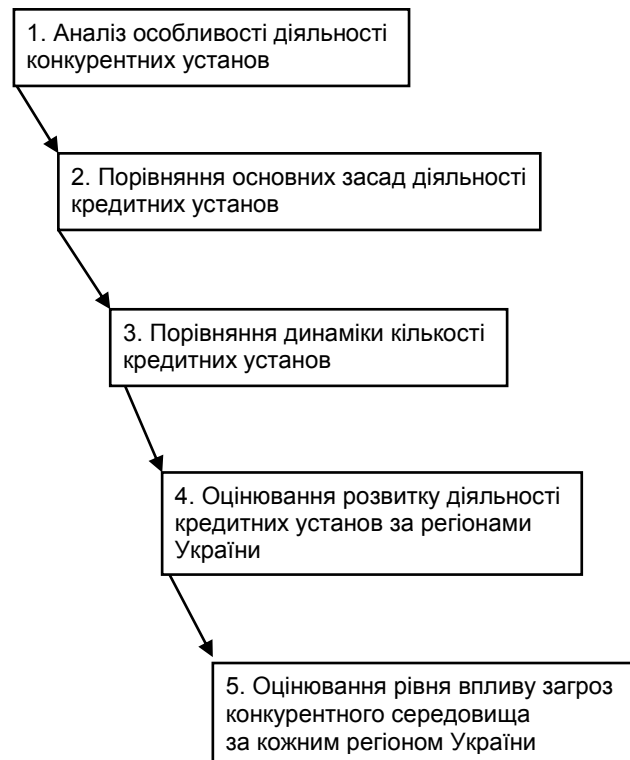 1. Аналіз особливості діяльності
конкурентних установ
2. Порівняння основних засад діяльності
кредитних установ
3. Порівняння динаміки кількості
кредитних установ
4. Оцінювання розвитку діяльності
кредитних установ за регіонами
України
5. Оцінювання рівня впливу загроз
конкурентного середовища
за кожним регіоном України